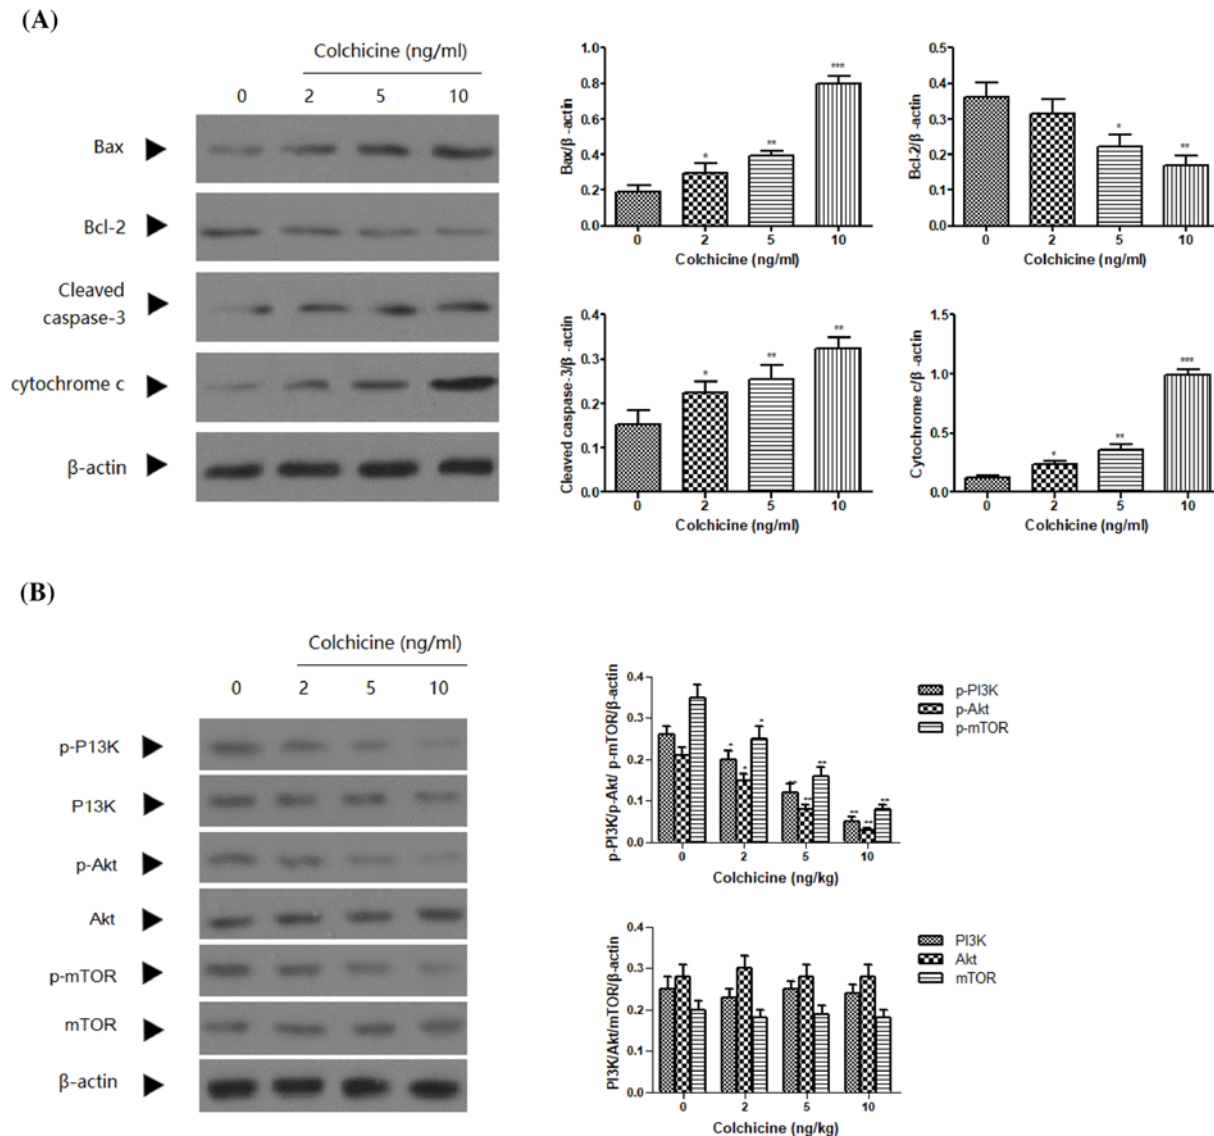 (A)
Colchicine (ng/ml)
0 2 5 10
Bax
Bcl-2
Cleaved
caspase-3
cytochrome c
β-actin
Bax/β -actin
1.0
0.8
0.6
0.4
0.2
0.0
* ** ***
0 2 5 10
Colchicine (ng/ml)
Bcl-2/β -actin
0.5
0.4
0.3
0.2
0.1
0.0
* **
0 2 5 10
Colchicine (ng/ml)
Cleaved caspase-3/β -actin
0.4
0.3
0.2
0.1
0.0
* ** **
0 2 5 10
Colchicine (ng/ml)
Cytochrome c/β -actin
1.5
1.0
0.5
0.0
* ** ***
0 2 5 10
Colchicine (ng/ml)
(B)
Colchicine (ng/ml)
0 2 5 10
p-P13K
P13K
p-Akt
Akt
p-mTOR
mTOR
β-actin
p-PI3K/p-Akt/ p-mTOR/β-actin
0.4
0.3
0.2
0.1
0.0
* * * ** ** ** ** ** **
0 2 5 10
Colchicine (ng/kg)
p-PI3K
p-Akt
p-mTOR
PI3K/Akt/mTOR/β-actin
0.4
0.3
0.2
0.1
0.0
0 2 5 10
Colchicine (ng/kg)
PI3K
Akt
mTOR